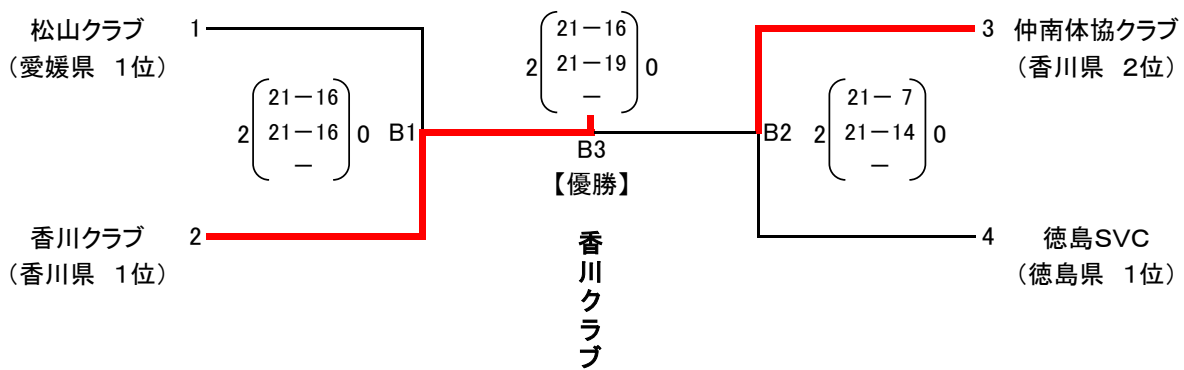 松山クラブ 1
（愛媛県 1位）
21－16
2 21－16 0 B1
－
香川クラブ 2
（香川県 1位）
21－16
2 21－19 0
－
B3
【優勝】
香川クラブ
3 仲南体協クラブ
（香川県 2位）
21－ 7
B2 2 21－14 0
－
4 徳島SVC
（徳島県 1位）